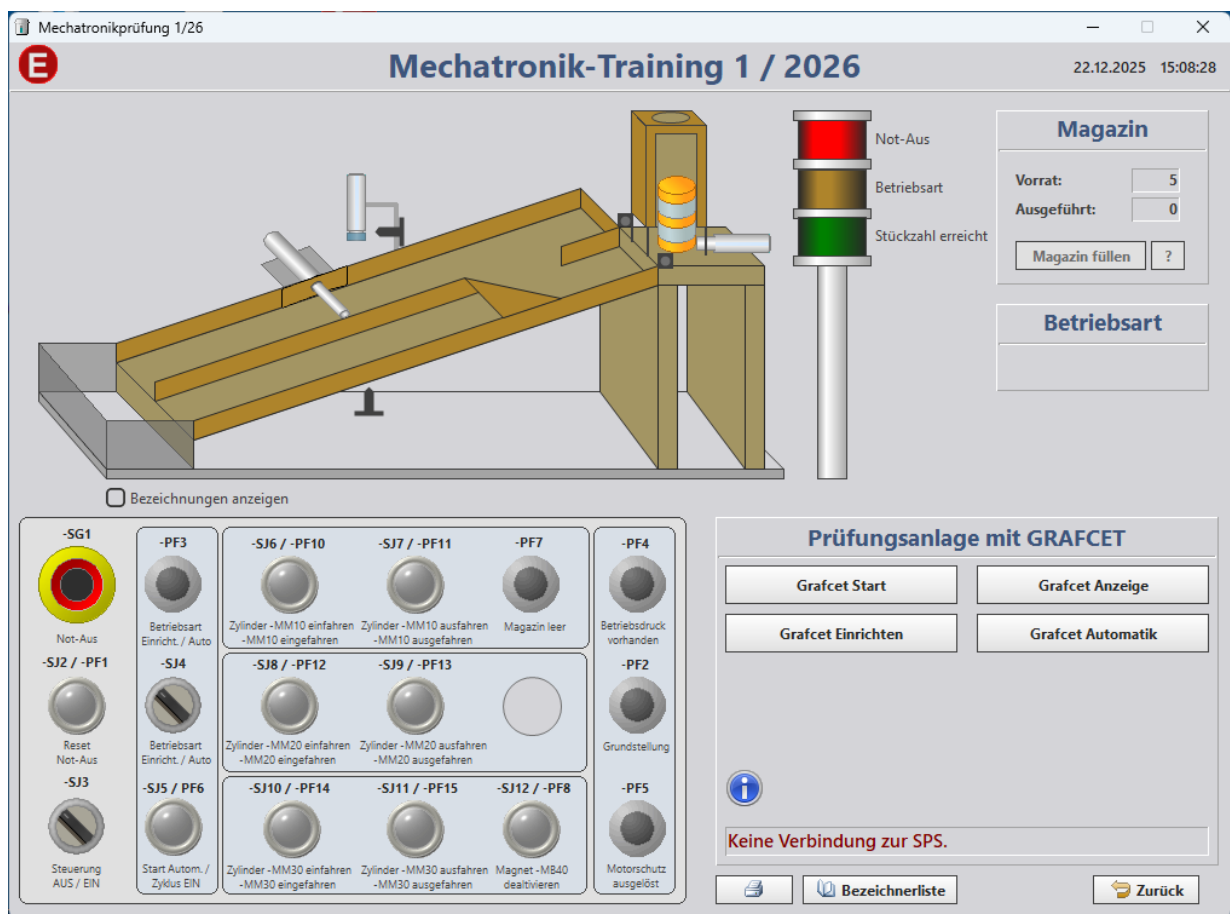 Mechatronikprüfung 1/26
E
Mechatronik-Training 1 / 2026
22.12.2025 15:08:28
Not-Aus
Betriebsart
Stückzahl erreicht
Magazin
Vorrat: 5
Ausgeführt: 0
Magazin füllen ?
Betriebsart
Bezeichnungen anzeigen
-SG1
Not-Aus
-SJ2 / -PF1
Reset
Not-Aus
-SJ3
Steuerung
AUS / EIN
-PF3
Betriebsart
Einricht. / Auto
-SJ4
Betriebsart
Einricht. / Auto
-SJ5 / PF6
Start Autom. /
Zyklus EIN
-SJ6 / -PF10
Zylinder -MM10 einfahren
-MM10 eingefahren
-SJ7 / -PF11
Zylinder -MM10 ausfahren
-MM10 ausgefahren
-PF7
Magazin leer
-SJ8 / -PF12
Zylinder -MM20 einfahren
-MM20 eingefahren
-SJ9 / -PF13
Zylinder -MM20 ausfahren
-MM20 ausgefahren
-SJ10 / -PF14
Zylinder -MM30 einfahren
-MM30 eingefahren
-SJ11 / -PF15
Zylinder -MM30 ausfahren
-MM30 ausgefahren
-SJ12 / -PF8
Magnet -MB40
dealtivieren
-PF4
Betriebsdruck
vorhanden
-PF2
Grundstellung
-PF5
Motorschutz
ausgelöst
Prüfungsanlage mit GRAFCET
Grafcet Start
Grafcet Anzeige
Grafcet Einrichten
Grafcet Automatik
i
Keine Verbindung zur SPS.
Bezeichnerliste
Zurück